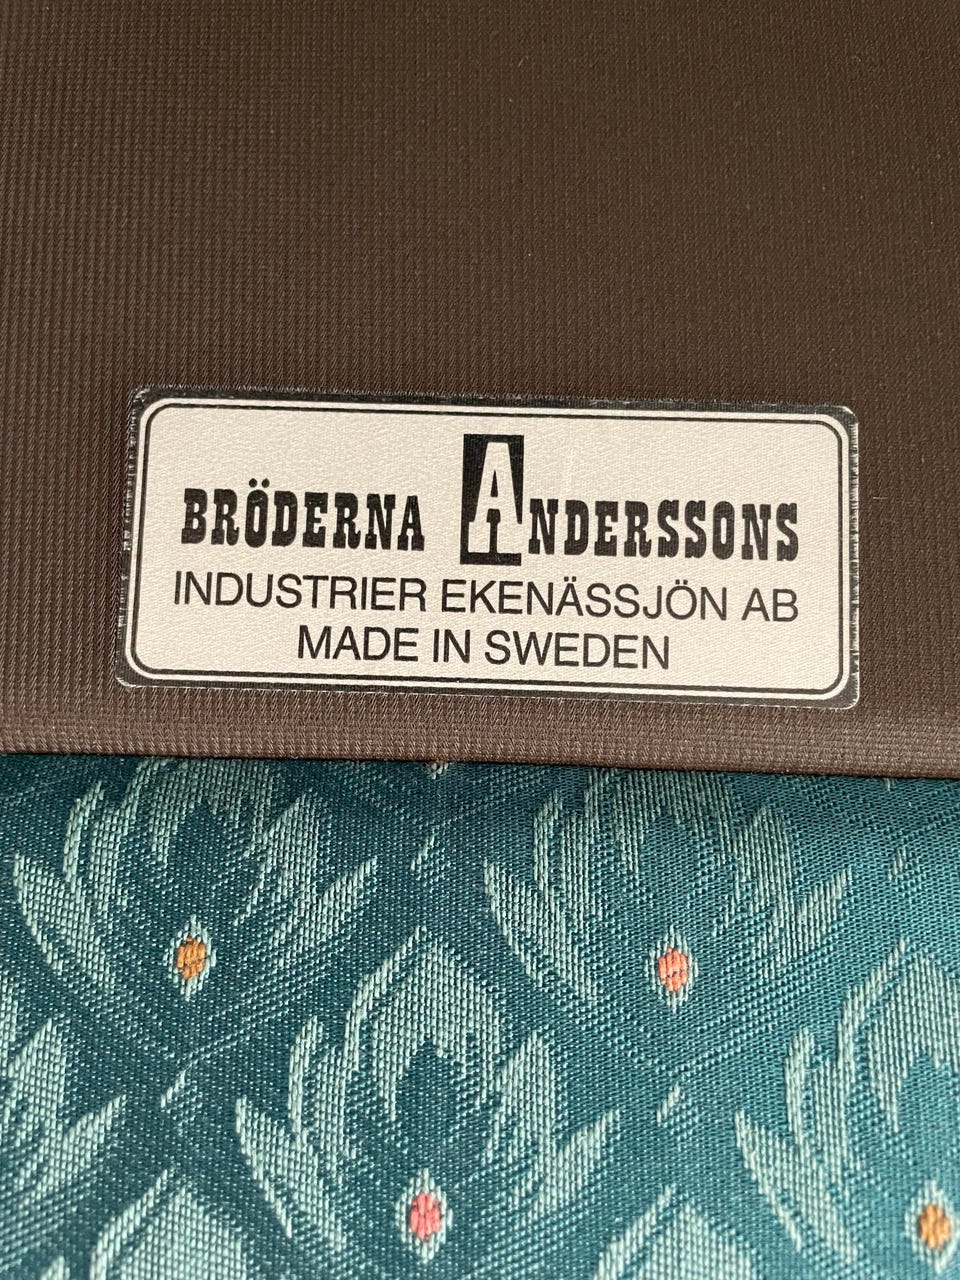 BRÖDERNA ANDERSSONS
INDUSTRIER EKENÄSSJÖN AB
MADE IN SWEDEN